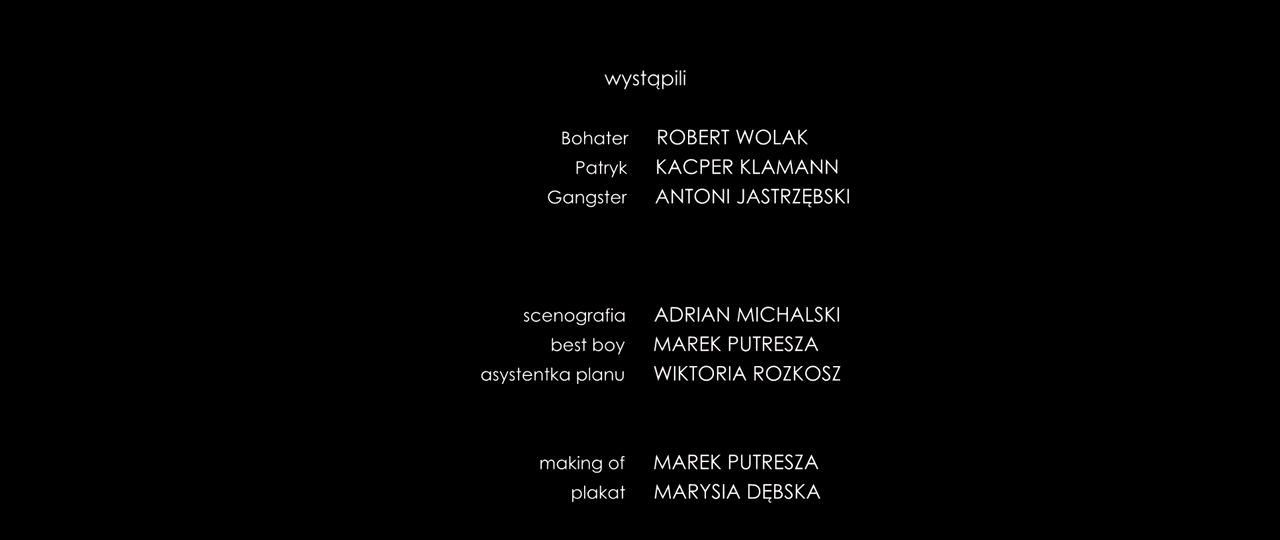 wystąpili
Bohater ROBERT WOLAK
Patryk KACPER KLAMANN
Gangster ANTONI JASTRZĘBSKI
scenografia ADRIAN MICHALSKI
best boy MAREK PUTRESZA
asystentka planu WIKTORIA ROZKOSZ
making of MAREK PUTRESZA
plakat MARYSIA DĘBSKA